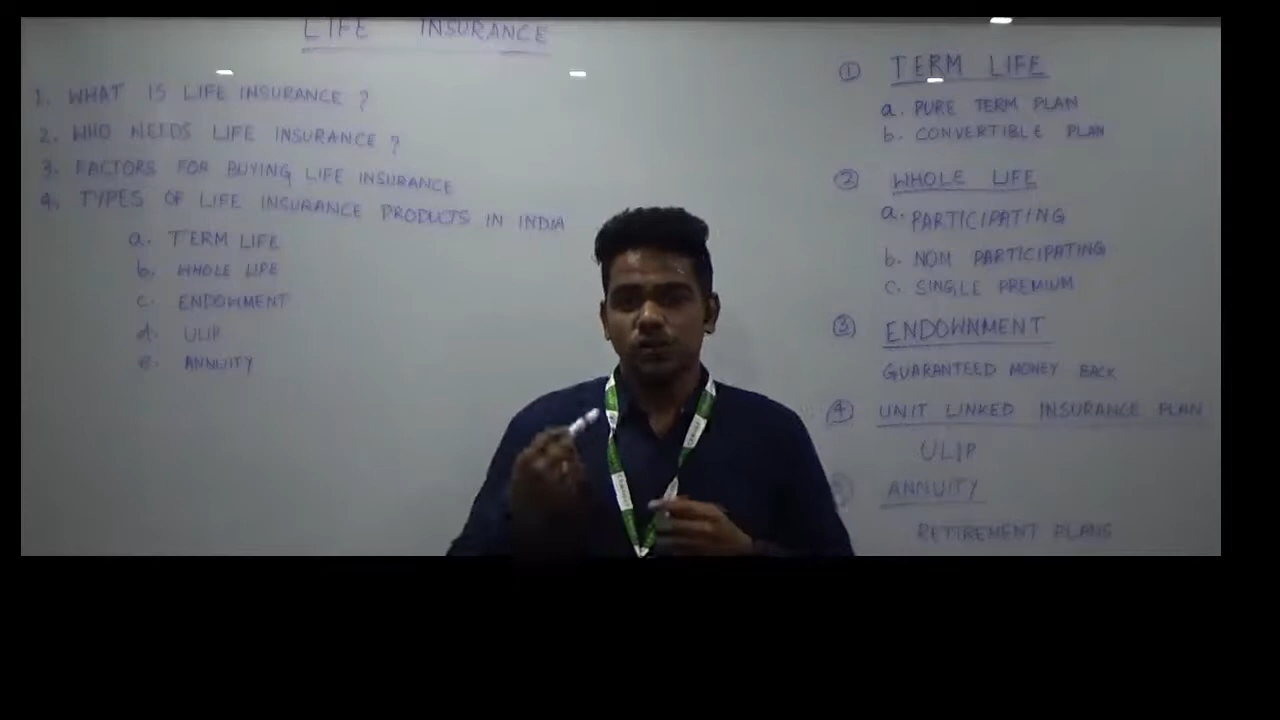 LIFE INSURANCE
1. WHAT IS LIFE INSURANCE ?
2. WHO NEEDS LIFE INSURANCE ?
3. FACTORS FOR BUYING LIFE INSURANCE
4. TYPES OF LIFE INSURANCE PRODUCTS IN INDIA
a. TERM LIFE
b. WHOLE LIFE
c. ENDOWMENT
d. ULIP
e. ANNUITY
① TERM LIFE
a. PURE TERM PLAN
b. CONVERTIBLE PLAN
② WHOLE LIFE
a. PARTICIPATING
b. NON PARTICIPATING
c. SINGLE PREMIUM
③ ENDOWNMENT
GUARANTEED MONEY BACK
④ UNIT LINKED INSURANCE PLAN
ULIP
⑤ ANNUITY
RETIREMENT PLANS